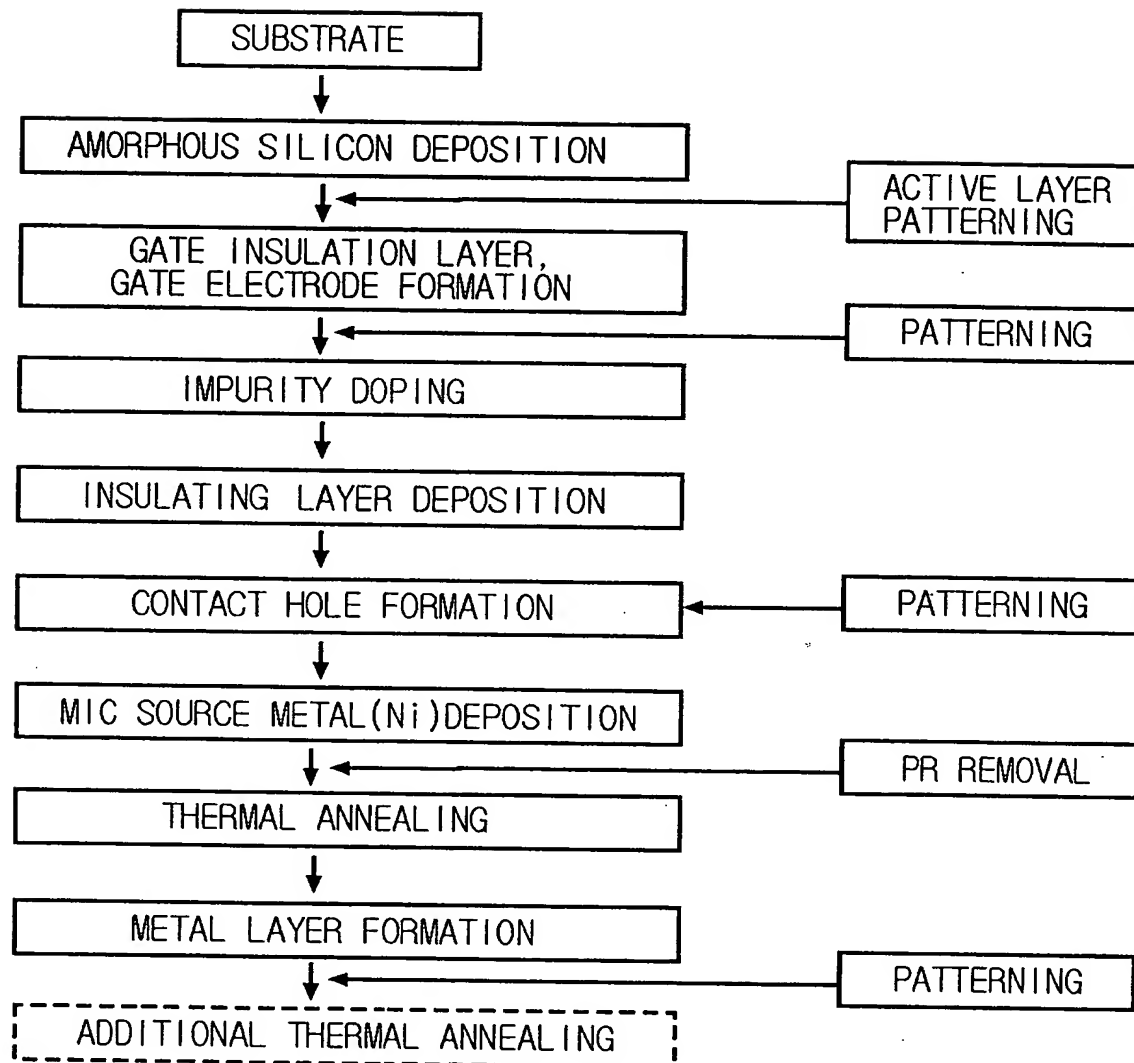 SUBSTRATE
AMORPHOUS SILICON DEPOSITION
ACTIVE LAYER
PATTERNING
GATE INSULATION LAYER,
GATE ELECTRODE FORMATION
PATTERNING
IMPURITY DOPING
INSULATING LAYER DEPOSITION
CONTACT HOLE FORMATION
PATTERNING
MIC SOURCE METAL(Ni)DEPOSITION
PR REMOVAL
THERMAL ANNEALING
METAL LAYER FORMATION
PATTERNING
ADDITIONAL THERMAL ANNEALING